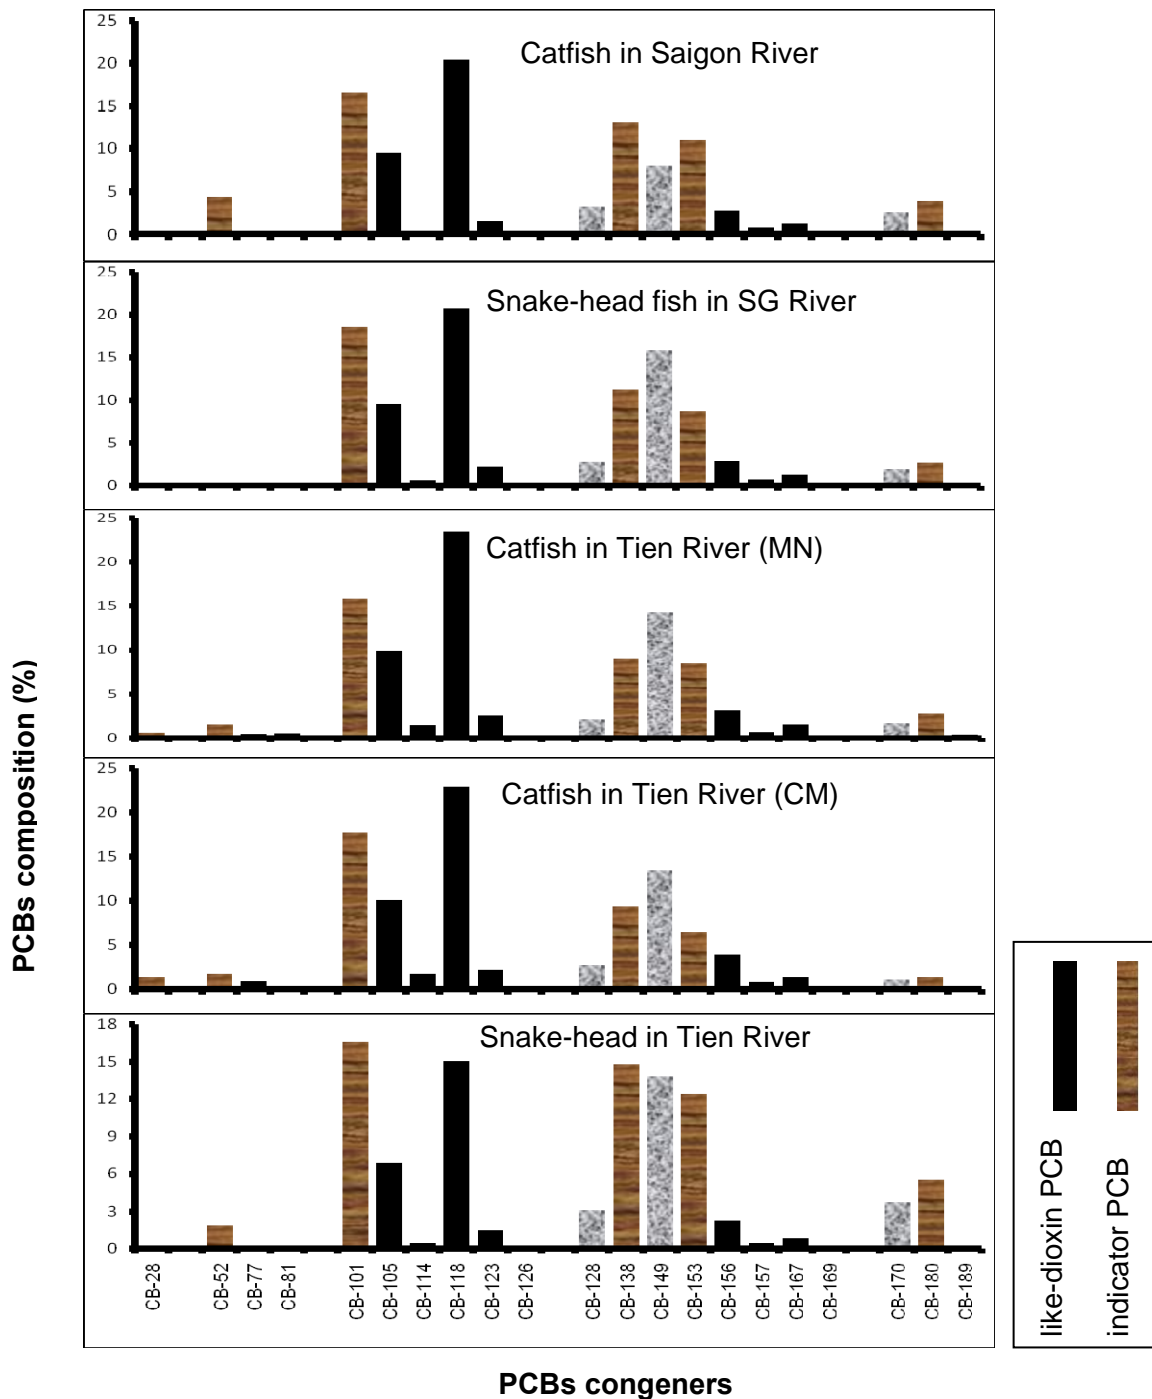 Catfish in Saigon River
25
20
15
10
5
0
Snake-head fish in SG River
25
20
15
10
5
0
Catfish in Tien River (MN)
25
20
15
10
5
0
Catfish in Tien River (CM)
25
20
15
10
5
0
Snake-head in Tien River
18
15
12
9
6
3
0
PCBs composition (%)
CB-28
CB-52
CB-77
CB-81
CB-101
CB-105
CB-114
CB-118
CB-123
CB-126
CB-128
CB-138
CB-149
CB-153
CB-156
CB-157
CB-167
CB-169
CB-170
CB-180
CB-189
PCBs congeners
like-dioxin PCB
indicator PCB